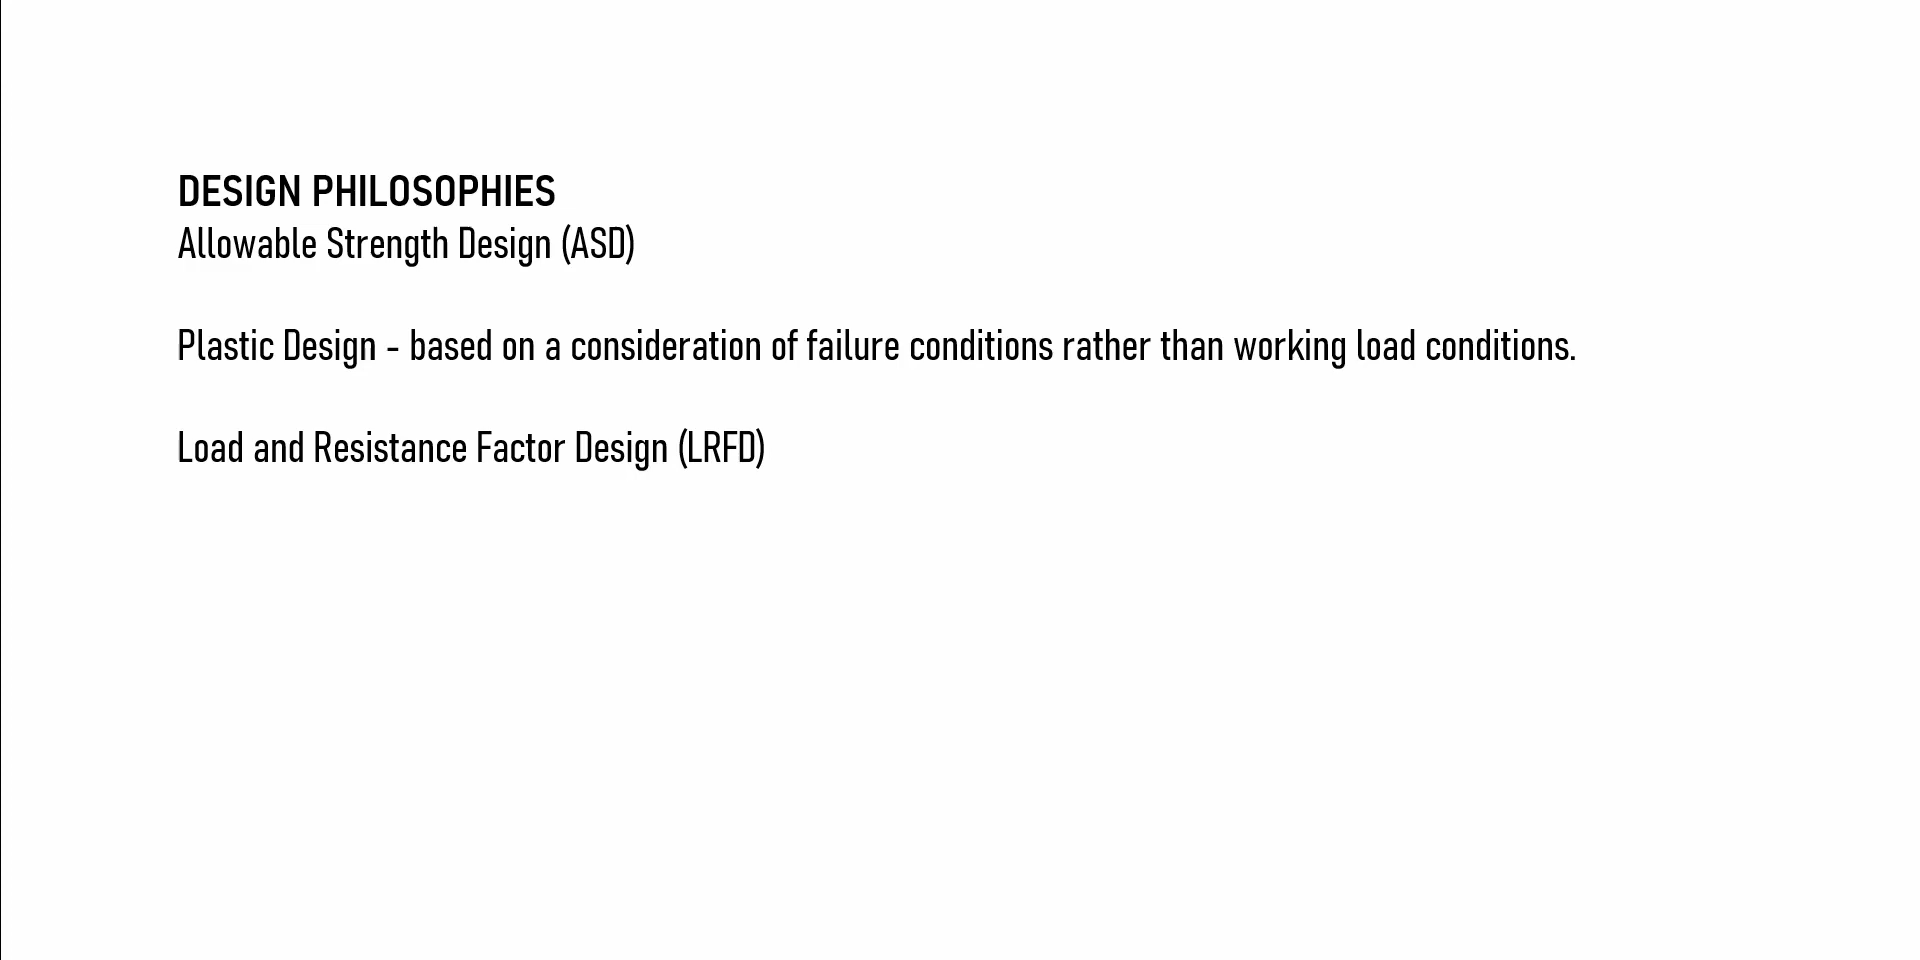 DESIGN PHILOSOPHIES
Allowable Strength Design (ASD)
Plastic Design - based on a consideration of failure conditions rather than working load conditions.
Load and Resistance Factor Design (LRFD)